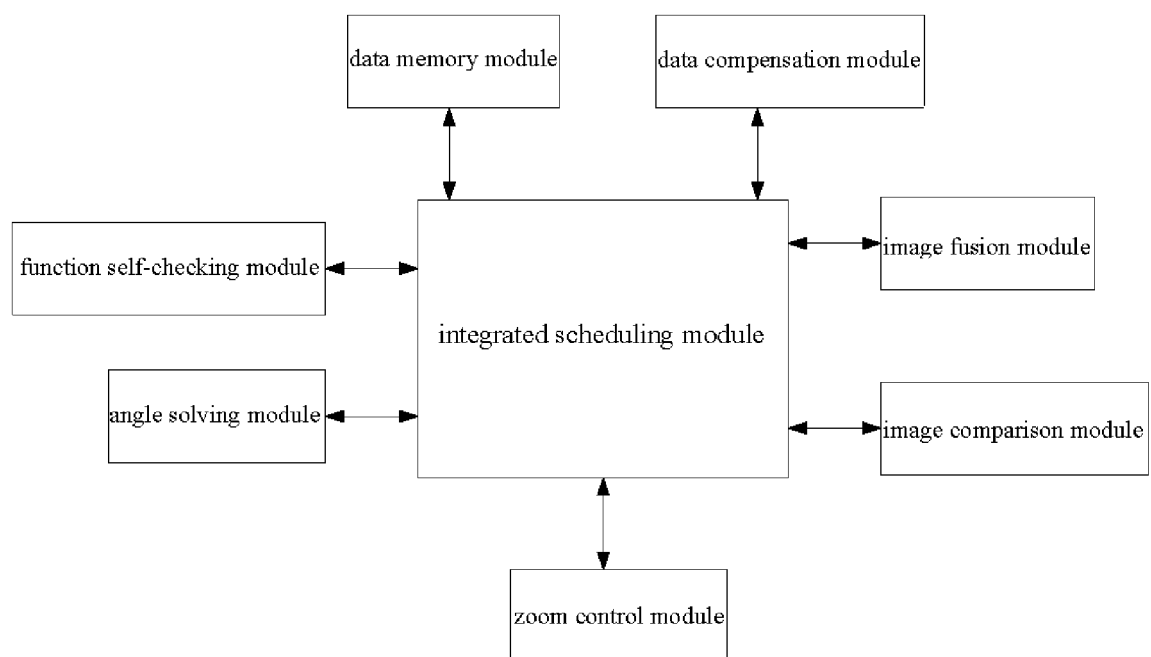 data memory module
data compensation module
image fusion module
function self-checking module
integrated scheduling module
angle solving module
image comparison module
zoom control module